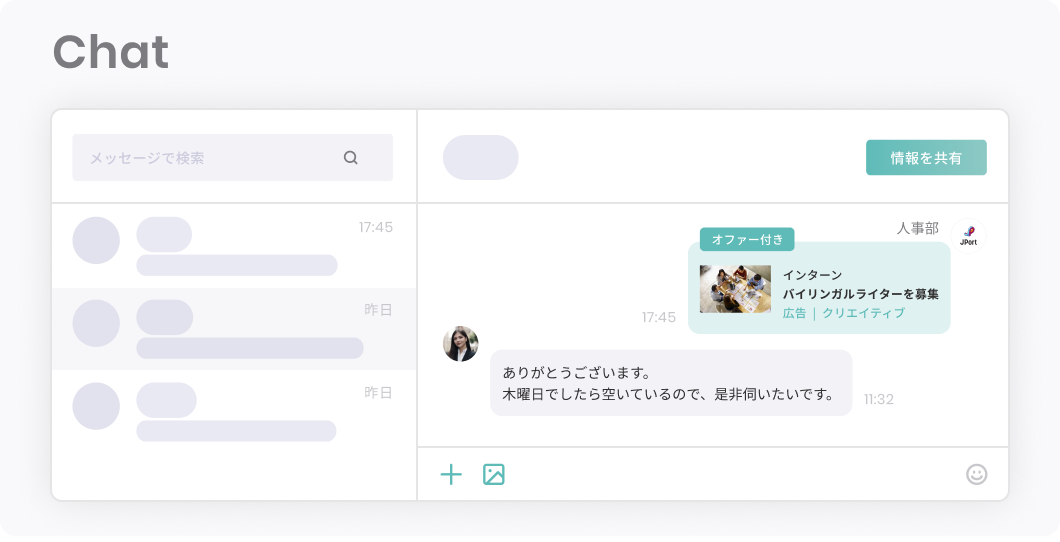 Chat
メッセージで検索
情報を共有
17:45
昨日
昨日
人事部
JPort
オファー付き
インターン
バイリンガルライターを募集
広告 | クリエイティブ
17:45
ありがとうございます。
木曜日でしたら空いているので、是非伺いたいです。
11:32